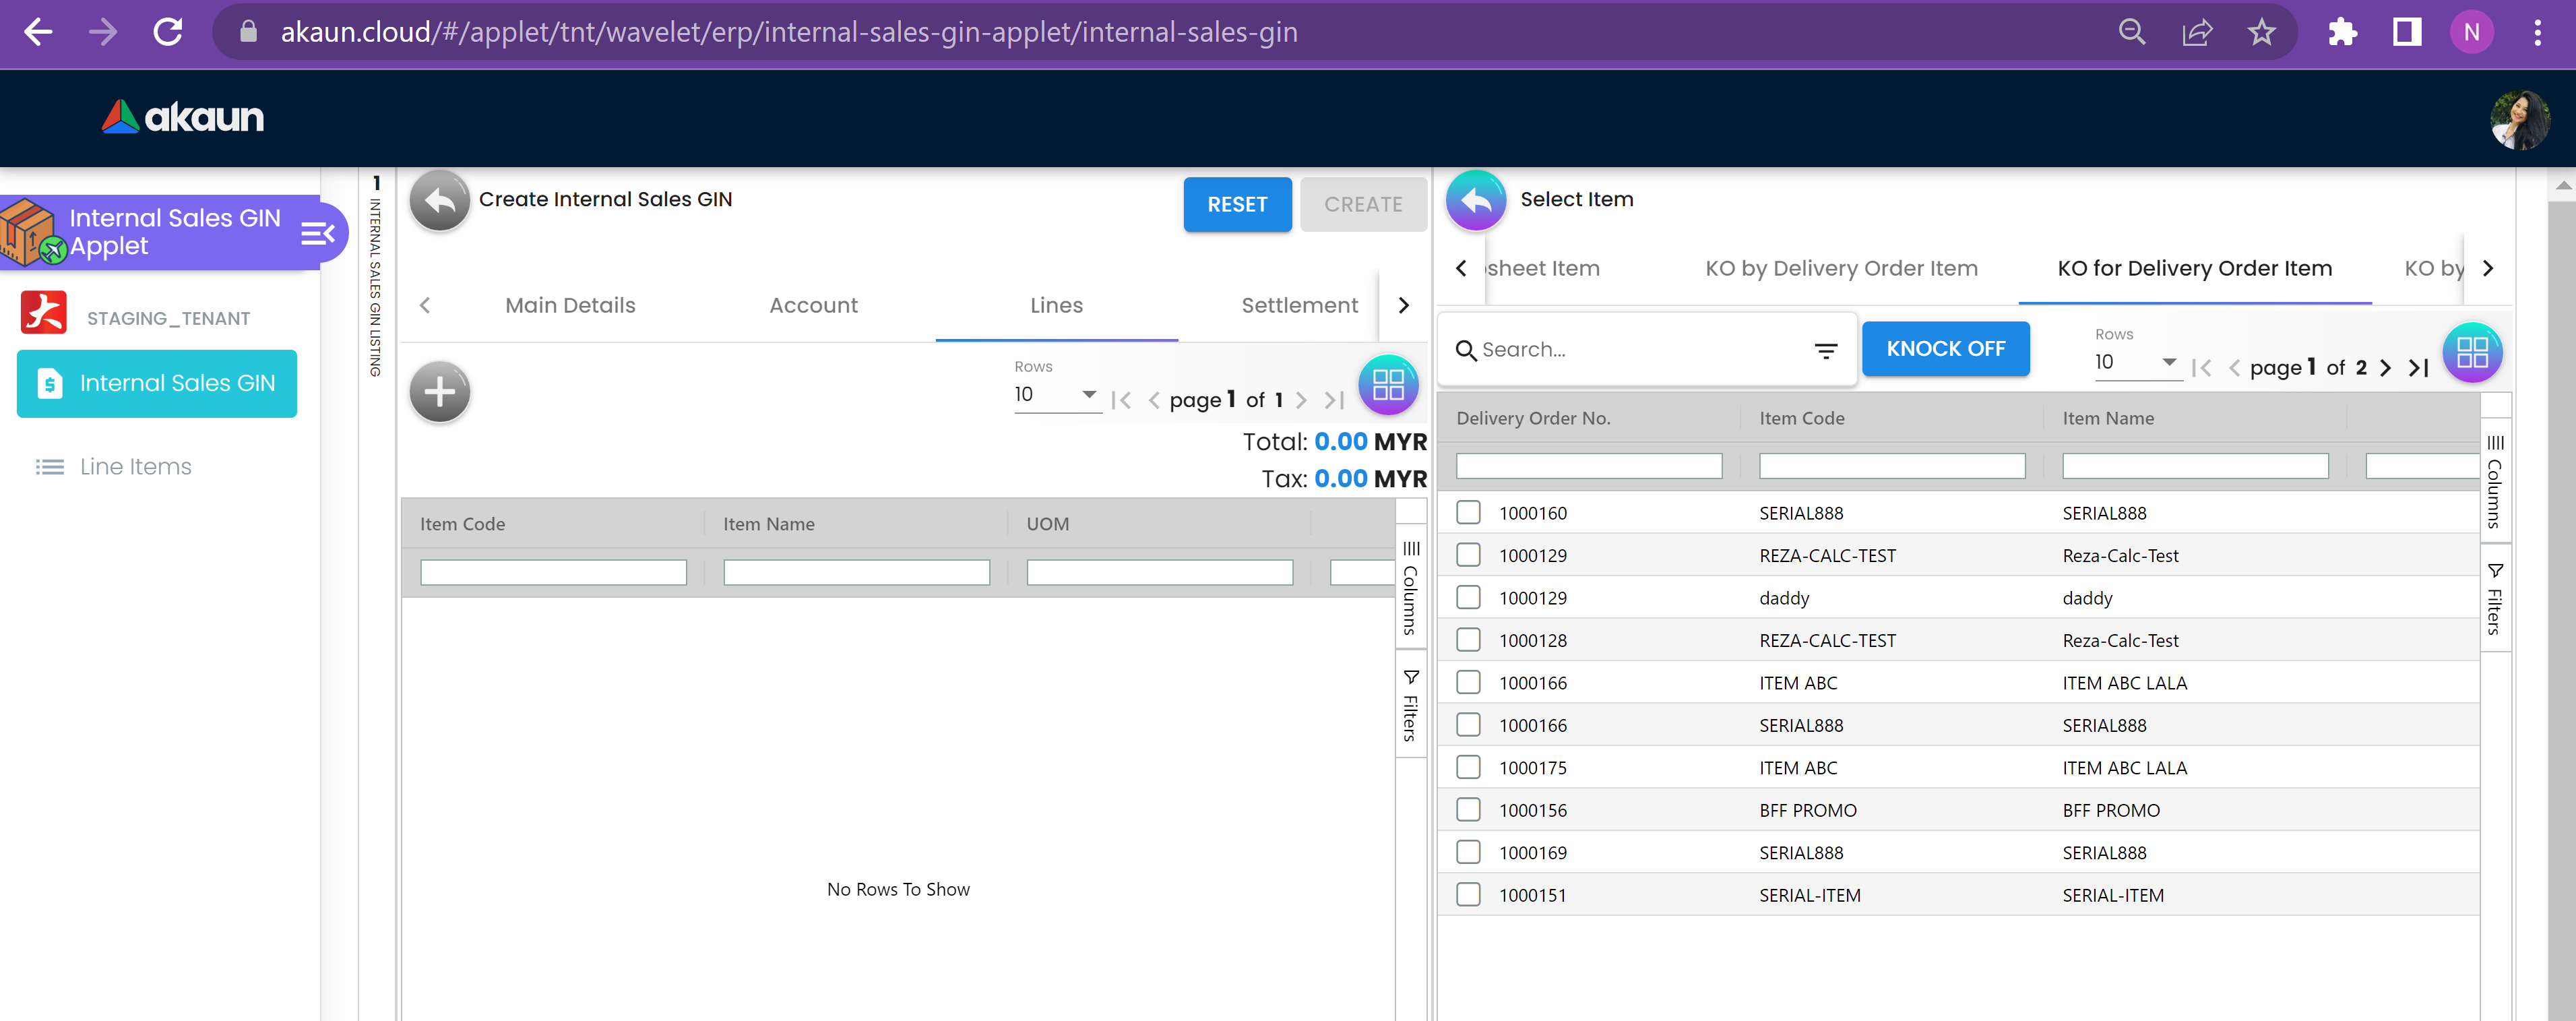 akaun.cloud/#/applet/tnt/wavelet/erp/internal-sales-gin-applet/internal-sales-gin
N
akaun
Internal Sales GIN
Applet
STAGING_TENANT
Internal Sales GIN
Line Items
1 INTERNAL SALES GIN LISTING
Create Internal Sales GIN
RESET
CREATE
Main Details
Account
Lines
Settlement
Rows
10
page 1 of 1
Total: 0.00 MYR
Tax: 0.00 MYR
Item Code Item Name UOM
Columns
Filters
No Rows To Show
Select Item
sheet Item
KO by Delivery Order Item
KO for Delivery Order Item
KO by
Search...
KNOCK OFF
Rows
10
page 1 of 2
Delivery Order No. Item Code Item Name
1000160 SERIAL888 SERIAL888
1000129 REZA-CALC-TEST Reza-Calc-Test
1000129 daddy daddy
1000128 REZA-CALC-TEST Reza-Calc-Test
1000166 ITEM ABC ITEM ABC LALA
1000166 SERIAL888 SERIAL888
1000175 ITEM ABC ITEM ABC LALA
1000156 BFF PROMO BFF PROMO
1000169 SERIAL888 SERIAL888
1000151 SERIAL-ITEM SERIAL-ITEM
Columns
Filters